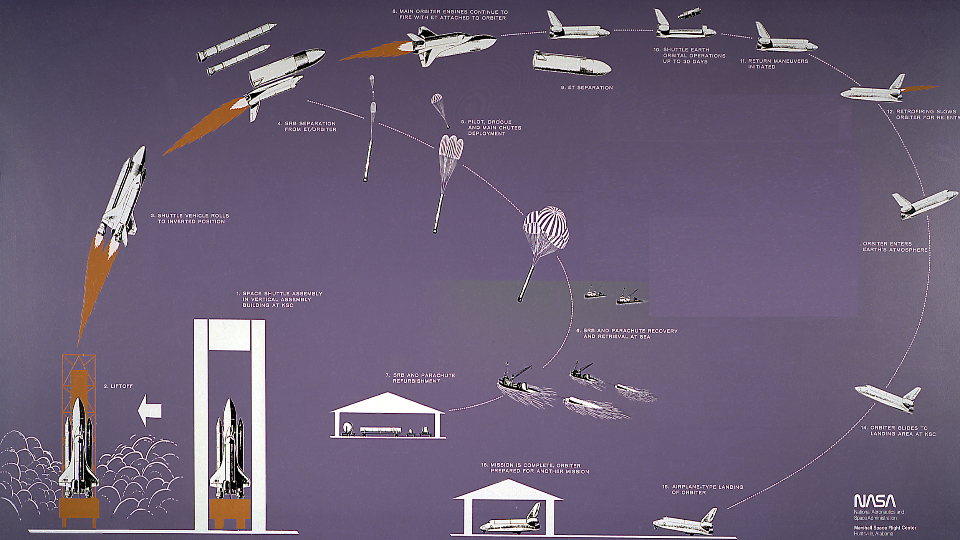 1. SPACE SHUTTLE ASSEMBLY
IN VERTICAL ASSEMBLY
BUILDING AT KSC
2. LIFTOFF
3. SHUTTLE VEHICLE ROLLS
TO INVERTED POSITION
4. SRB SEPARATION
FROM ET/ORBITER
5. PILOT, DROGUE
AND MAIN CHUTES
DEPLOYMENT
6. SRB AND PARACHUTE RECOVERY
AND RETRIEVAL AT SEA
7. SRB AND PARACHUTE
REFURBISHMENT
8. MAIN ORBITER ENGINES CONTINUE TO
FIRE WITH ET ATTACHED TO ORBITER
9. ET SEPARATION
10. SHUTTLE EARTH
ORBITAL OPERATIONS
UP TO 30 DAYS
11. RETURN MANEUVERS
INITIATED
12. RETROFIRING SLOWS
ORBITER FOR RE-ENT
ORBITER ENTERS
EARTH'S ATMOSPHERE
14. ORBITER GLIDES TO
LANDING AREA AT KSC
15. AIRPLANE-TYPE LANDING
OF ORBITER
16. MISSION IS COMPLETE, ORBITER
PREPARED FOR ANOTHER MISSION
NASA
National Aeronautics and
Space Administration
Marshall Space Flight Center
Huntsville, Alabama